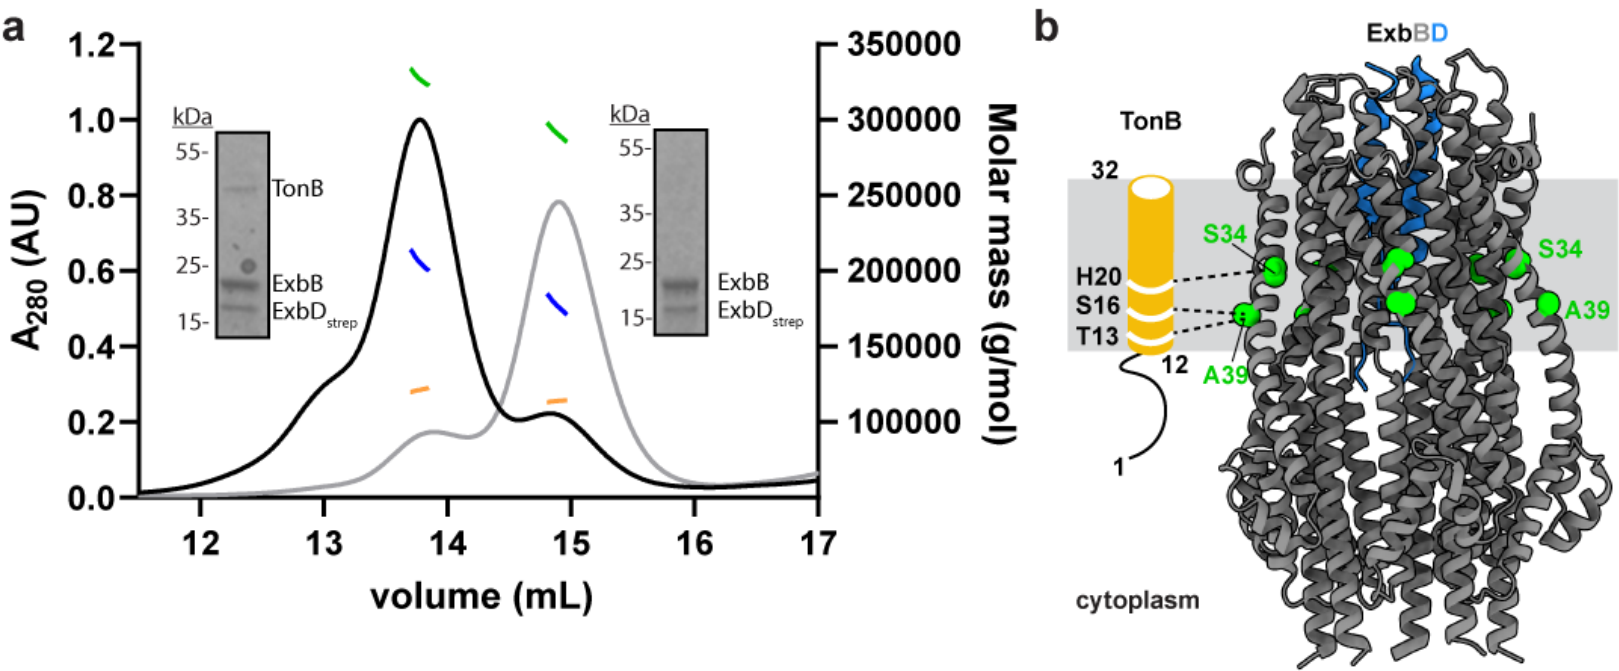 a
1.2
1.0
0.8
0.6
0.4
0.2
0.0
A280 (AU)
12
13
14
15
16
17
volume (mL)
350000
300000
250000
200000
150000
100000
Molar mass (g/mol)
kDa
55-
35-
25-
15-
TonB
ExbB
ExbDstrep
kDa
55-
35-
25-
15-
ExbB
ExbDstrep
b
ExbBD
TonB
32
H20
S16
T13
12
1
S34
A39
S34
A39
cytoplasm